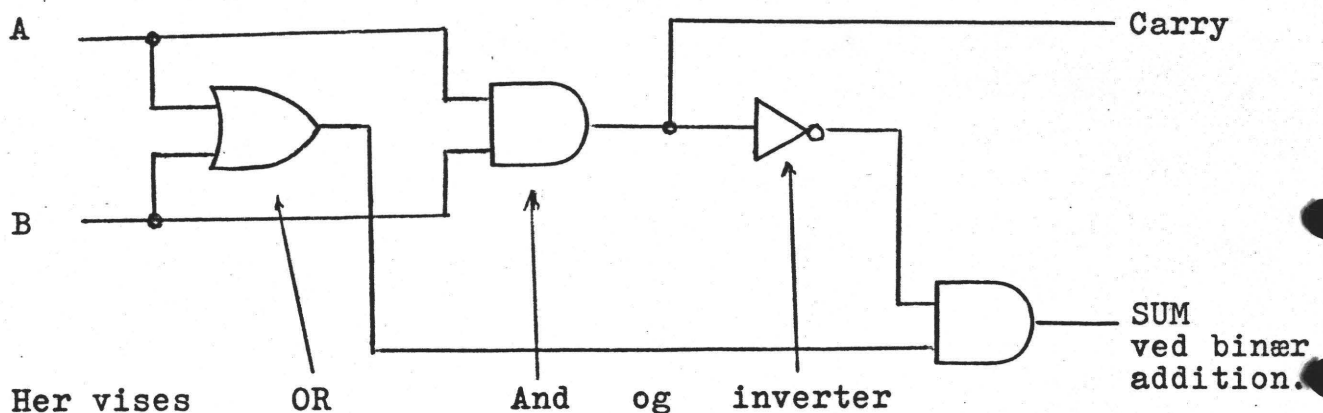 A
Carry
B
SUM
ved binær
addition.
Her vises OR And og inverter